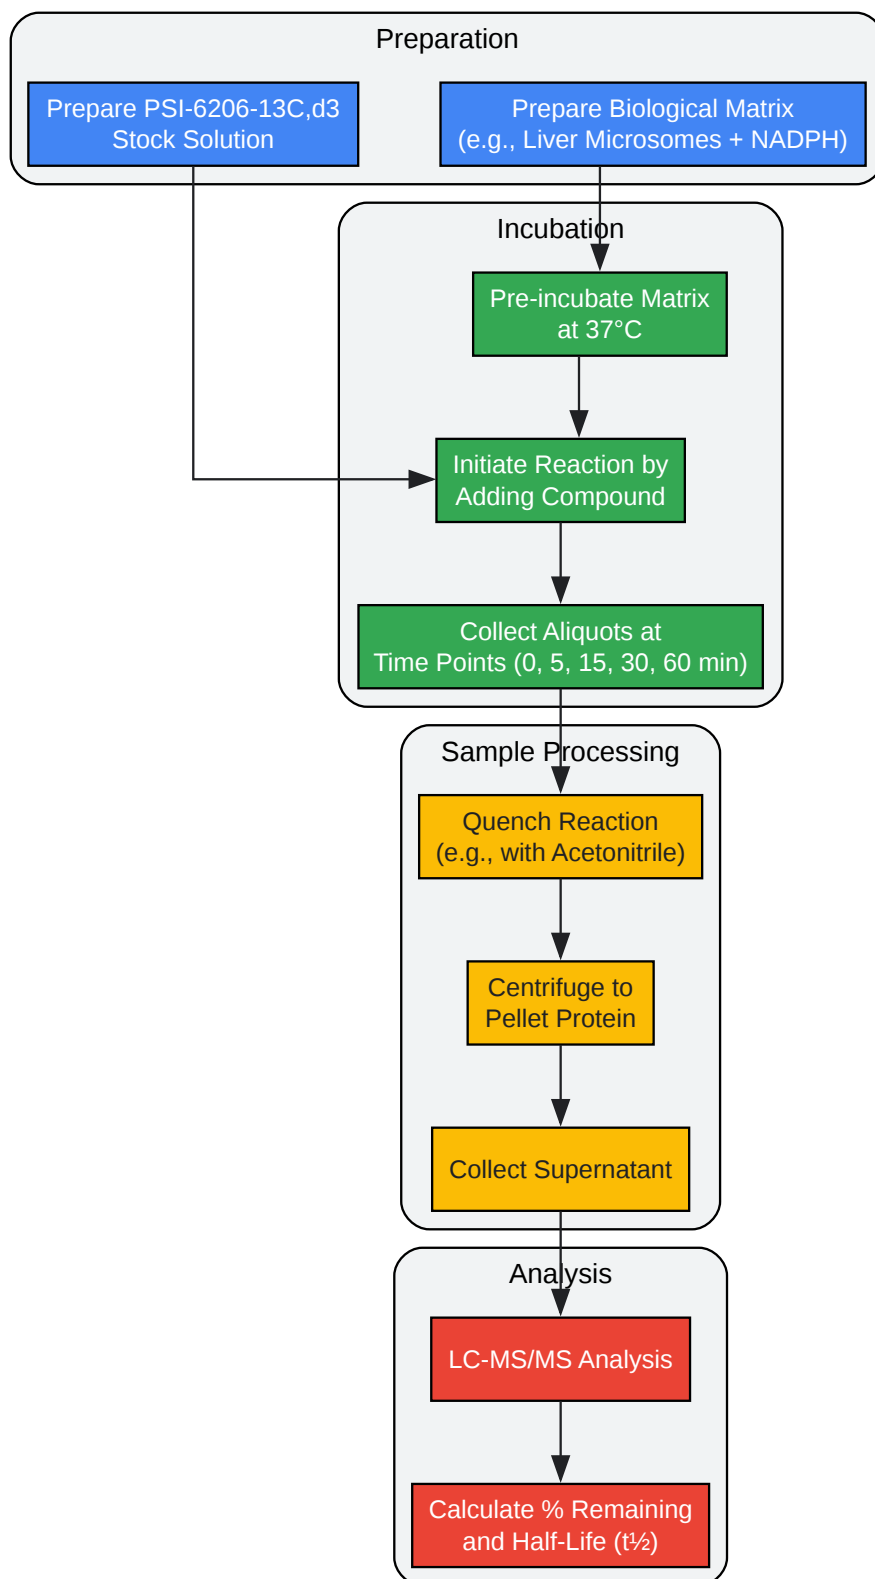 Preparation
Prepare PSI-6206-13C,d3
Stock Solution
Prepare Biological Matrix
(e.g., Liver Microsomes + NADPH)
Incubation
Pre-incubate Matrix
at 37°C
Initiate Reaction by
Adding Compound
Collect Aliquots at
Time Points (0, 5, 15, 30, 60 min)
Sample Processing
Quench Reaction
(e.g., with Acetonitrile)
Centrifuge to
Pellet Protein
Collect Supernatant
Analysis
LC-MS/MS Analysis
Calculate % Remaining
and Half-Life (t½)